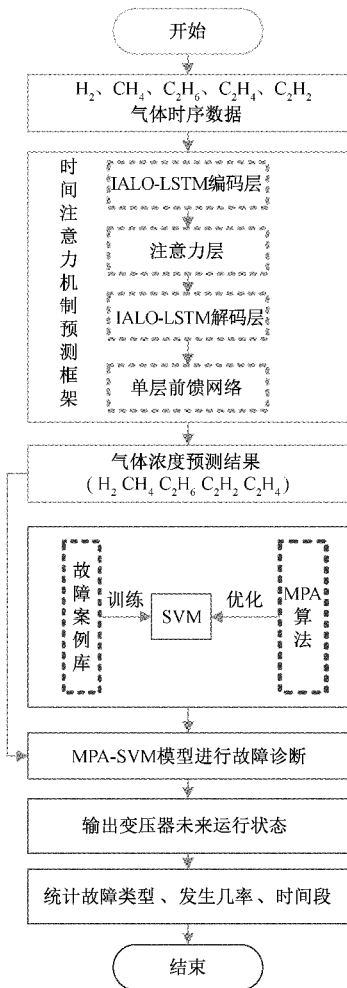 开始
H₂、CH₄、C₂H₆、C₂H₄、C₂H₂
气体时序数据
时间注意力机制预测框架
IALO-LSTM编码层
注意力层
IALO-LSTM解码层
单层前馈网络
气体浓度预测结果
( H₂ CH₄ C₂H₆ C₂H₂ C₂H₄ )
故障案例库
训练
SVM
优化
MPA
算法
MPA-SVM模型进行故障诊断
输出变压器未来运行状态
统计故障类型 、发生几率、时间段
结束